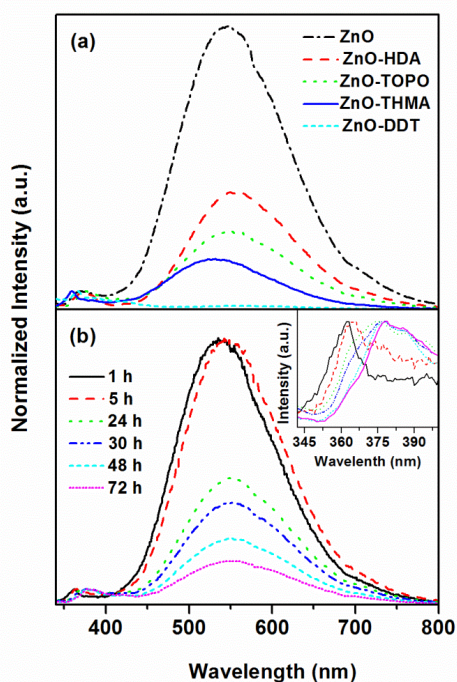 (a)
ZnO
ZnO-HDA
ZnO-TOPO
ZnO-THMA
ZnO-DDT
Normalized Intensity (a.u.)
(b)
1 h
5 h
24 h
30 h
48 h
72 h
Intensity (a.u.)
345 360 378 390
Wavelenth (nm)
400 500 600 700 800
Wavelength (nm)